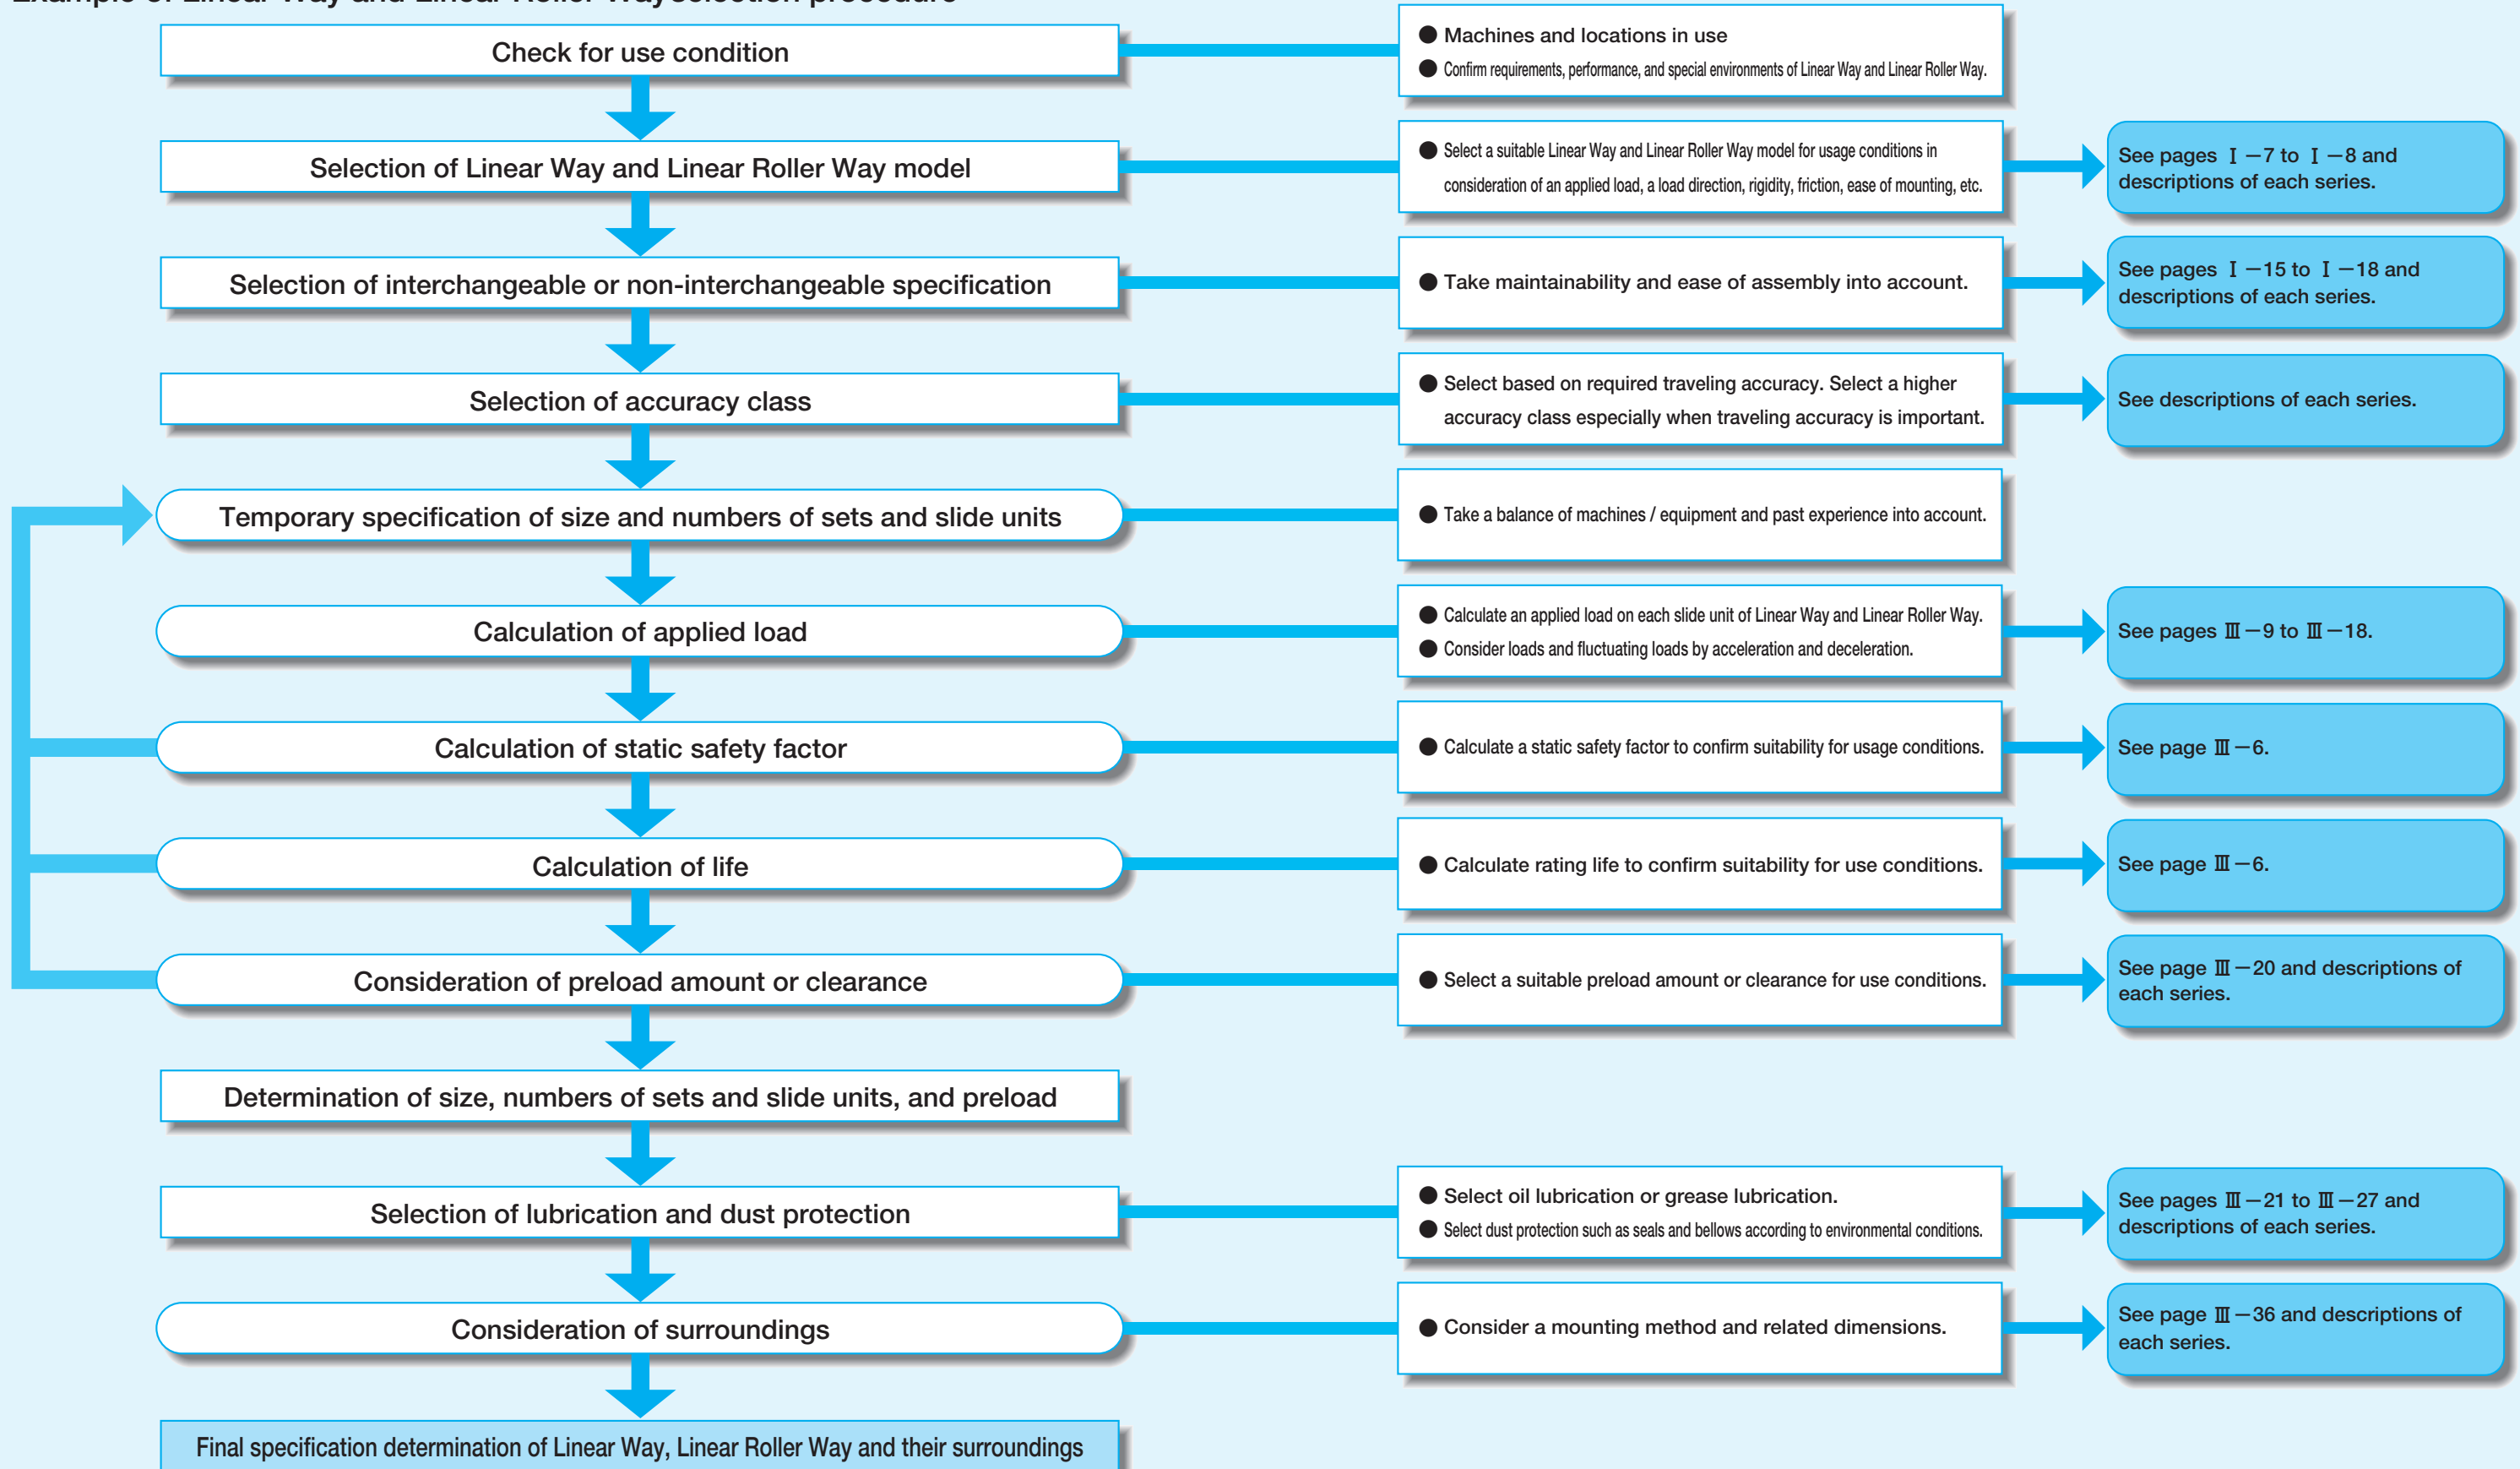 Example of Linear Way and Linear Roller Way selection procedure
Check for use condition
● Machines and locations in use
● Confirm requirements, performance, and special environments of Linear Way and Linear Roller Way.
Selection of Linear Way and Linear Roller Way model
● Select a suitable Linear Way and Linear Roller Way model for usage conditions in
consideration of an applied load, a load direction, rigidity, friction, ease of mounting, etc.
See pages Ⅰ－7 to Ⅰ－8 and
descriptions of each series.
Selection of interchangeable or non-interchangeable specification
● Take maintainability and ease of assembly into account.
See pages Ⅰ－15 to Ⅰ－18 and
descriptions of each series.
Selection of accuracy class
● Select based on required traveling accuracy. Select a higher
accuracy class especially when traveling accuracy is important.
See descriptions of each series.
Temporary specification of size and numbers of sets and slide units
● Take a balance of machines / equipment and past experience into account.
Calculation of applied load
● Calculate an applied load on each slide unit of Linear Way and Linear Roller Way.
● Consider loads and fluctuating loads by acceleration and deceleration.
See pages Ⅲ－9 to Ⅲ－18.
Calculation of static safety factor
● Calculate a static safety factor to confirm suitability for usage conditions.
See page Ⅲ－6.
Calculation of life
● Calculate rating life to confirm suitability for use conditions.
See page Ⅲ－6.
Consideration of preload amount or clearance
● Select a suitable preload amount or clearance for use conditions.
See page Ⅲ－20 and descriptions of
each series.
Determination of size, numbers of sets and slide units, and preload
Selection of lubrication and dust protection
● Select oil lubrication or grease lubrication.
● Select dust protection such as seals and bellows according to environmental conditions.
See pages Ⅲ－21 to Ⅲ－27 and
descriptions of each series.
Consideration of surroundings
● Consider a mounting method and related dimensions.
See page Ⅲ－36 and descriptions of
each series.
Final specification determination of Linear Way, Linear Roller Way and their surroundings